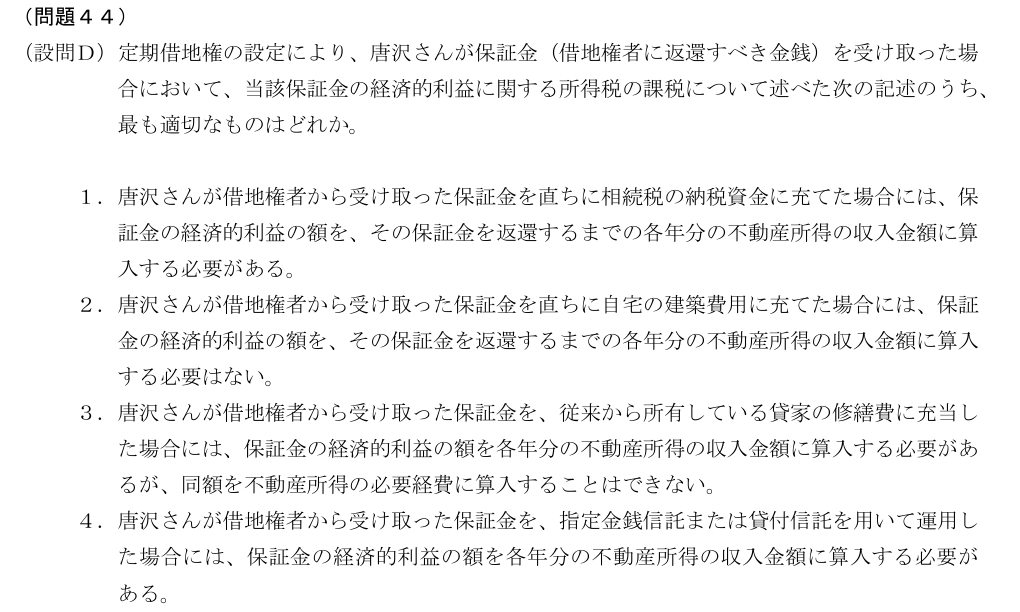 （問題４４）
（設問Ｄ）定期借地権の設定により、唐沢さんが保証金（借地権者に返還すべき金銭）を受け取った場
合において、当該保証金の経済的利益に関する所得税の課税について述べた次の記述のうち、
最も適切なものはどれか。
１．唐沢さんが借地権者から受け取った保証金を直ちに相続税の納税資金に充てた場合には、保
証金の経済的利益の額を、その保証金を返還するまでの各年分の不動産所得の収入金額に算
入する必要がある。
２．唐沢さんが借地権者から受け取った保証金を直ちに自宅の建築費用に充てた場合には、保証
金の経済的利益の額を、その保証金を返還するまでの各年分の不動産所得の収入金額に算入
する必要はない。
３．唐沢さんが借地権者から受け取った保証金を、従来から所有している貸家の修繕費に充当し
た場合には、保証金の経済的利益の額を各年分の不動産所得の収入金額に算入する必要があ
るが、同額を不動産所得の必要経費に算入することはできない。
４．唐沢さんが借地権者から受け取った保証金を、指定金銭信託または貸付信託を用いて運用し
た場合には、保証金の経済的利益の額を各年分の不動産所得の収入金額に算入する必要が
ある。